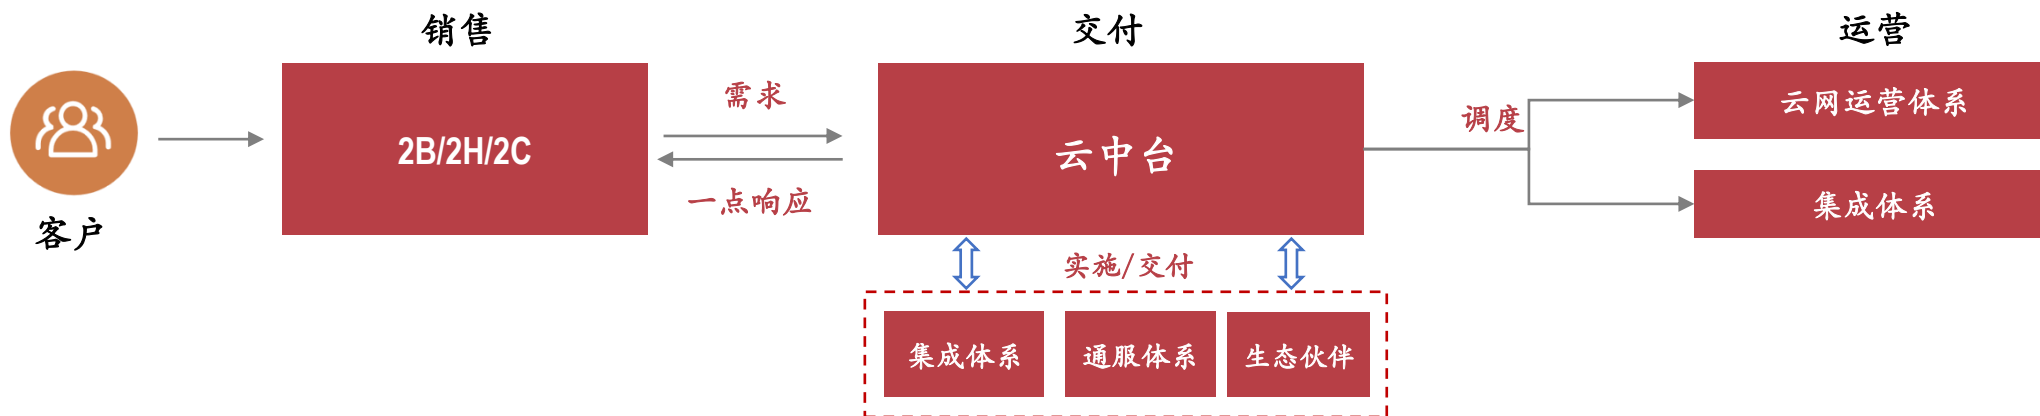 销售
交付
运营
客户
2B/2H/2C
需求
一点响应
云中台
调度
云网运营体系
集成体系
实施/交付
集成体系
通服体系
生态伙伴